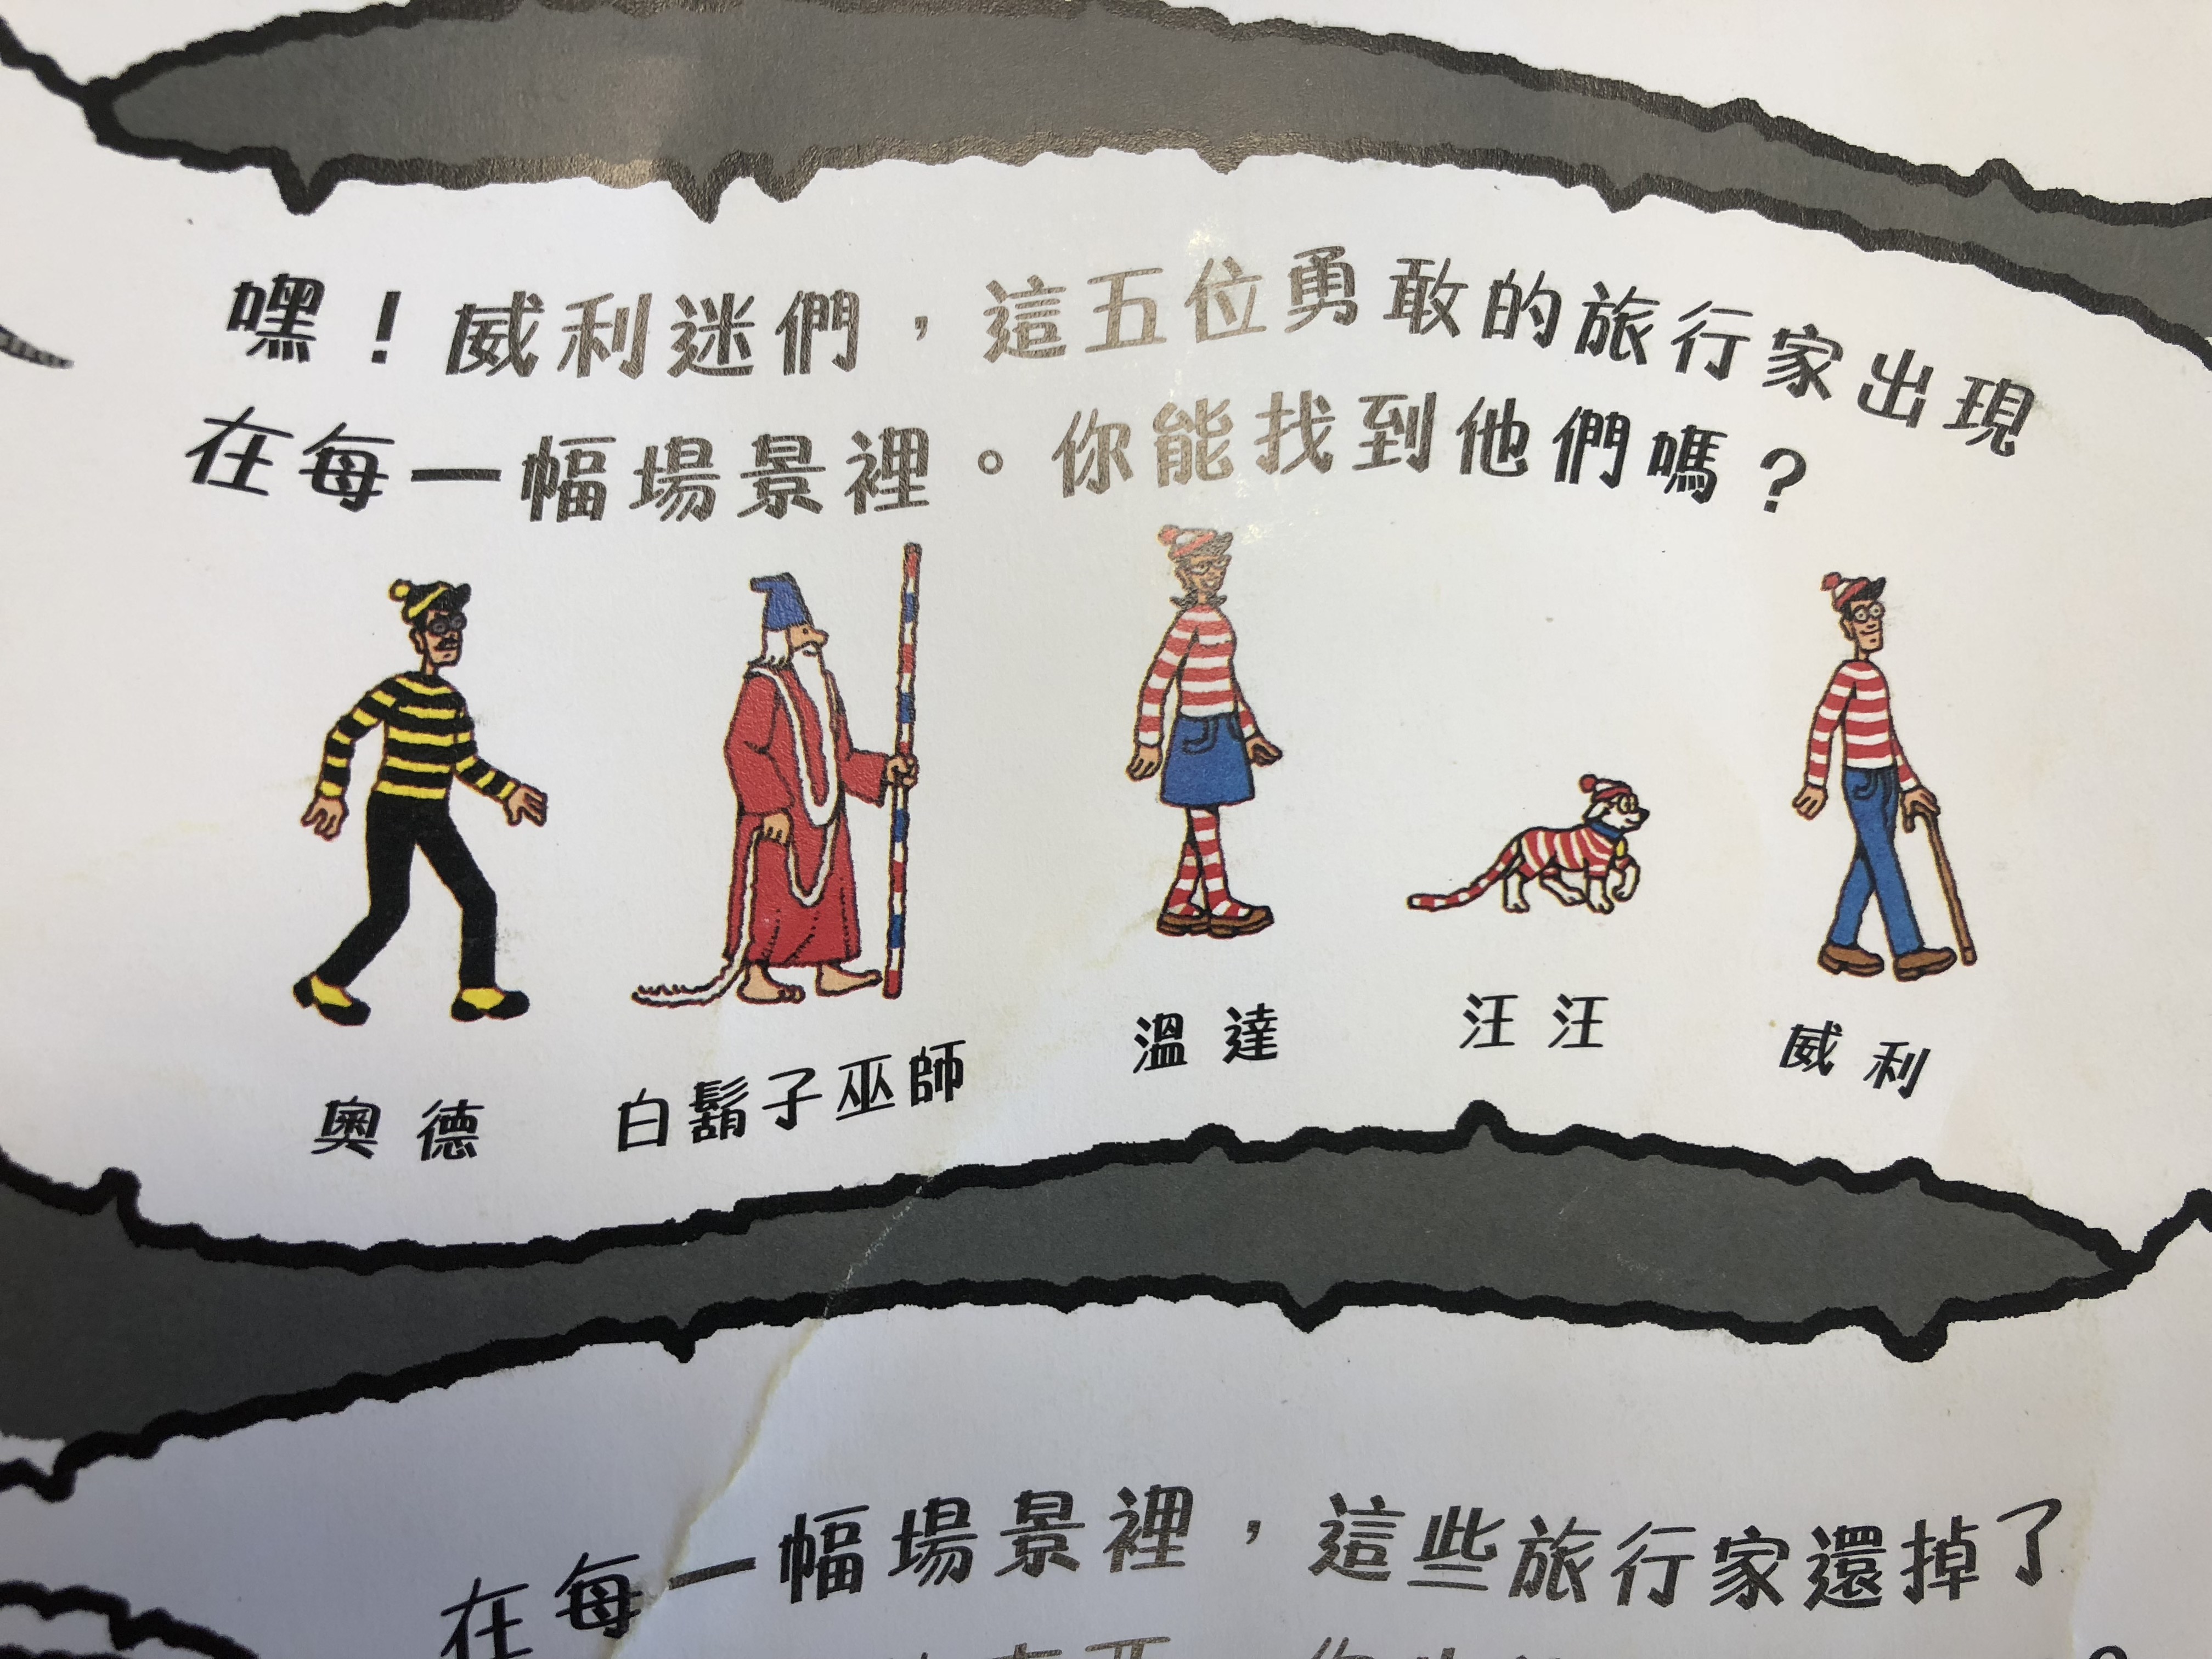 嘿！威利迷們，這五位勇敢的旅行家出現
在每一幅場景裡。你能找到他們嗎？
奧德
白鬍子巫師
溫達
汪汪
威利
在每一幅場景裡，這些旅行家還掉了